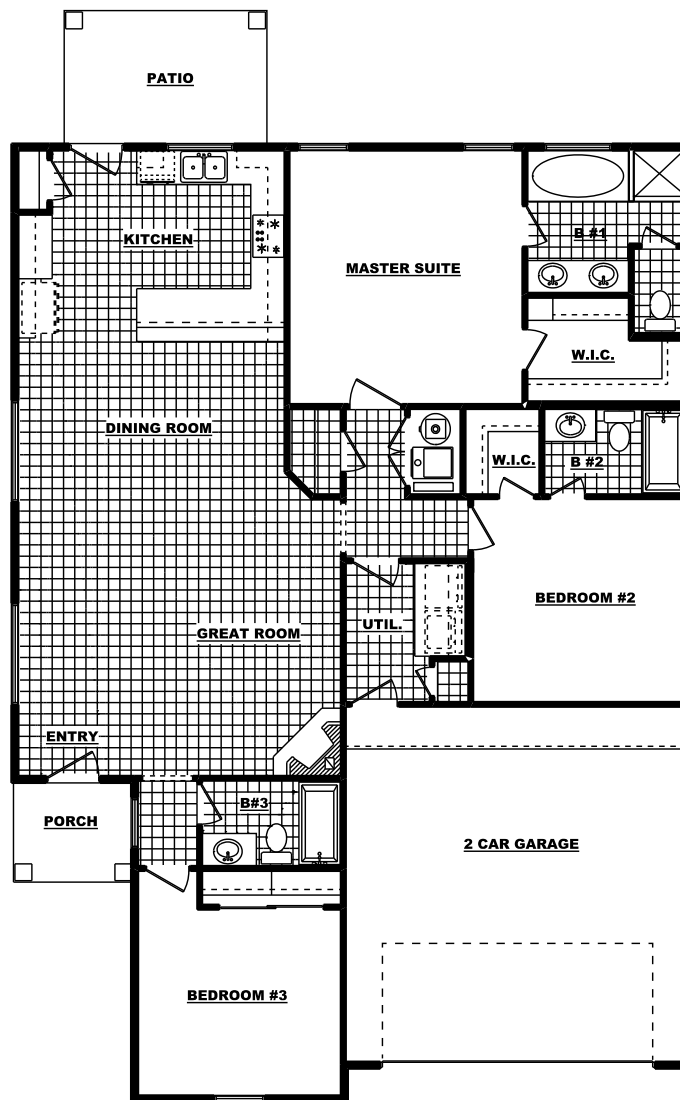 PATIO
KITCHEN
B #1
MASTER SUITE
W.I.C.
DINING ROOM
W.I.C.
B #2
BEDROOM #2
UTIL.
GREAT ROOM
ENTRY
B#3
PORCH
2 CAR GARAGE
BEDROOM #3